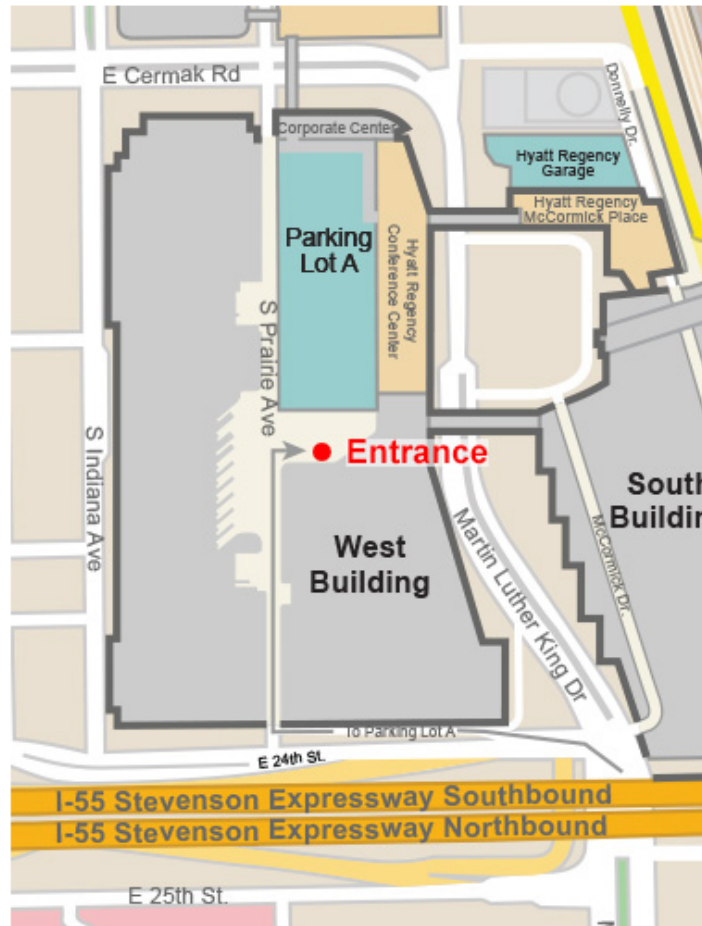 E Cermak Rd
Donnelly Dr.
Corporate Center
Hyatt Regency
Garage
Hyatt Regency
McCormick Place
Parking
Lot A
Hyatt Regency
Conference Center
S Prairie Ave
S Indiana Ave
Entrance
South
Buildin
McCormick Dr.
West
Building
Martin Luther King Dr
To Parking Lot A
E 24th St.
I-55 Stevenson Expressway Southbound
I-55 Stevenson Expressway Northbound
E 25th St.